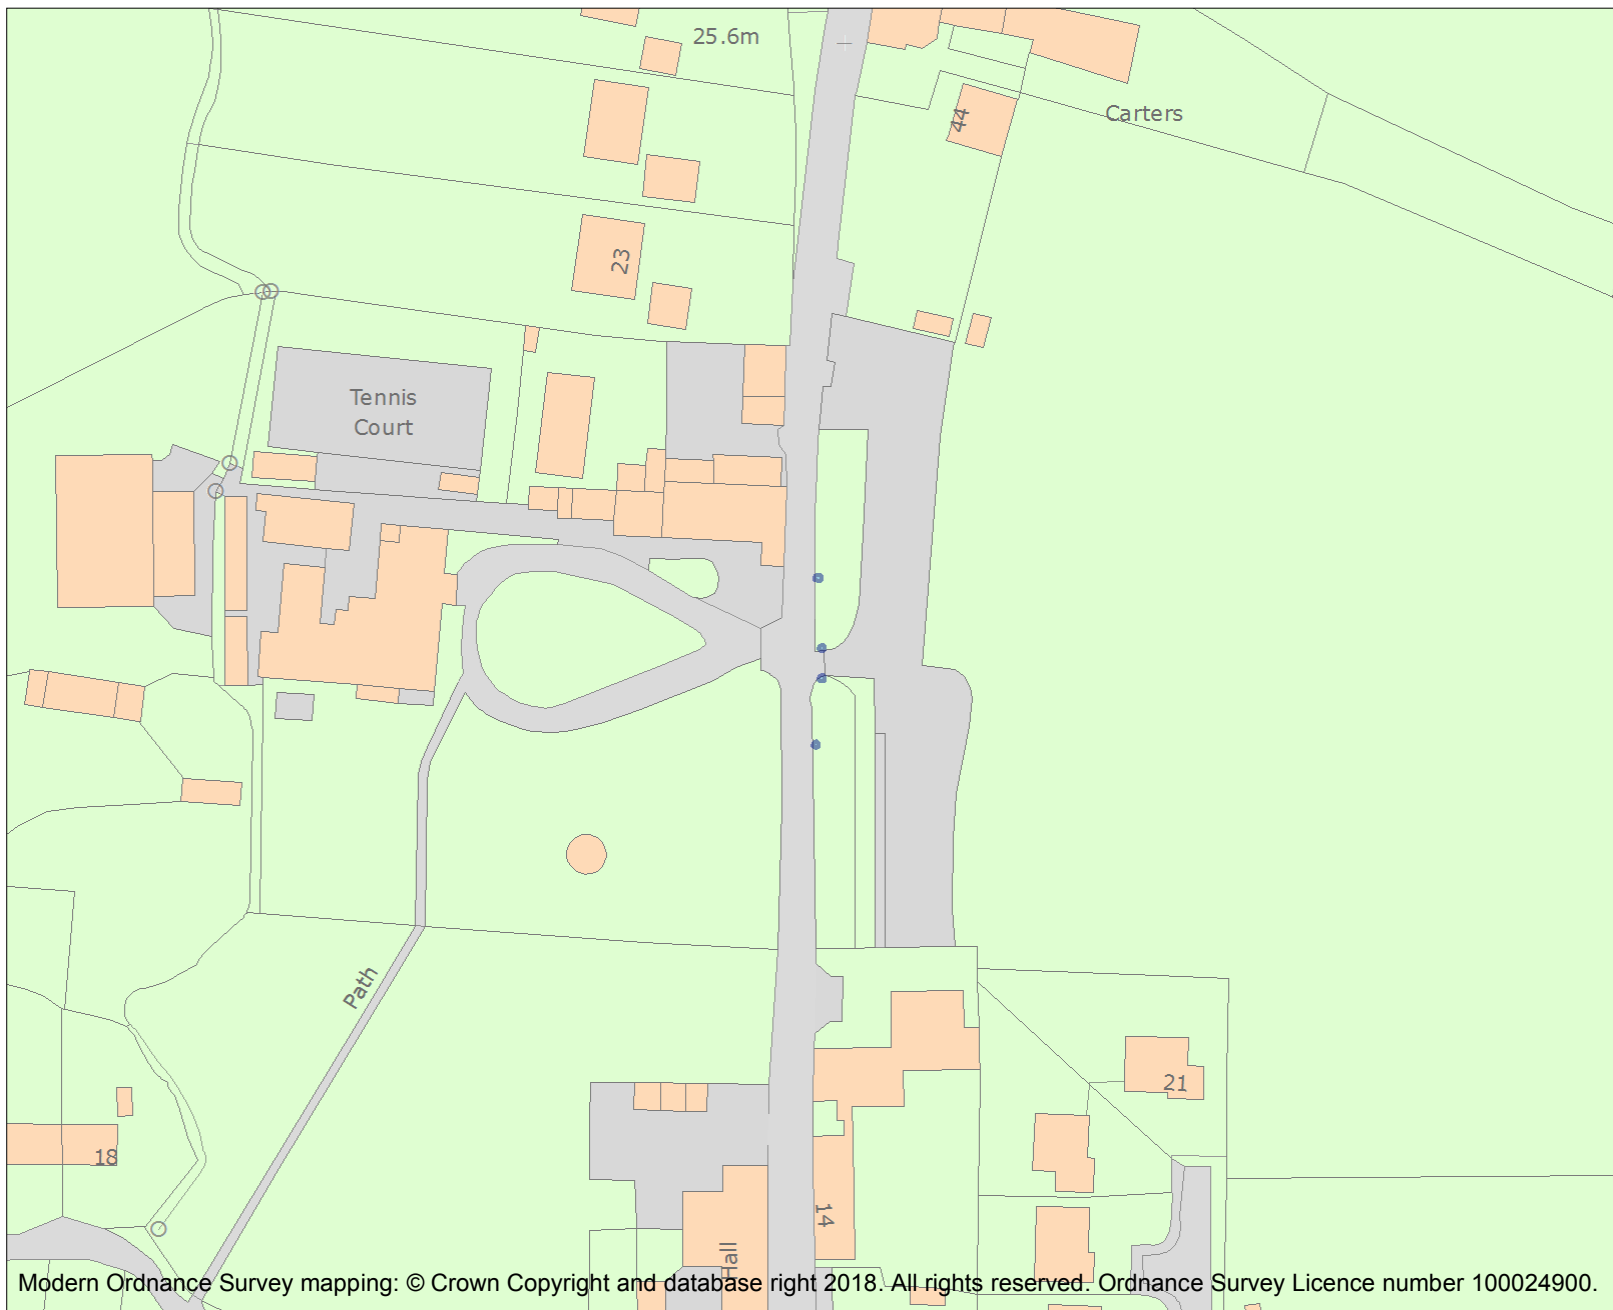 25.6m
Carters
44
23
Tennis
Court
Path
21
18
14
Hall
Modern Ordnance Survey mapping: © Crown Copyright and database right 2018. All rights reserved. Ordnance Survey Licence number 100024900.